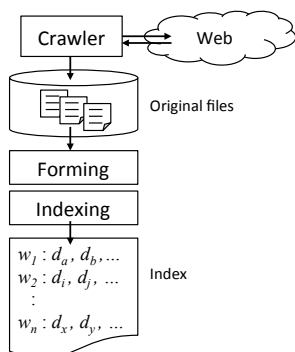 Crawler
Web
Original files
Forming
Indexing
w1 : da, db, ...
w2 : di, dj, ...
:
wn : dx, dy, ...
Index